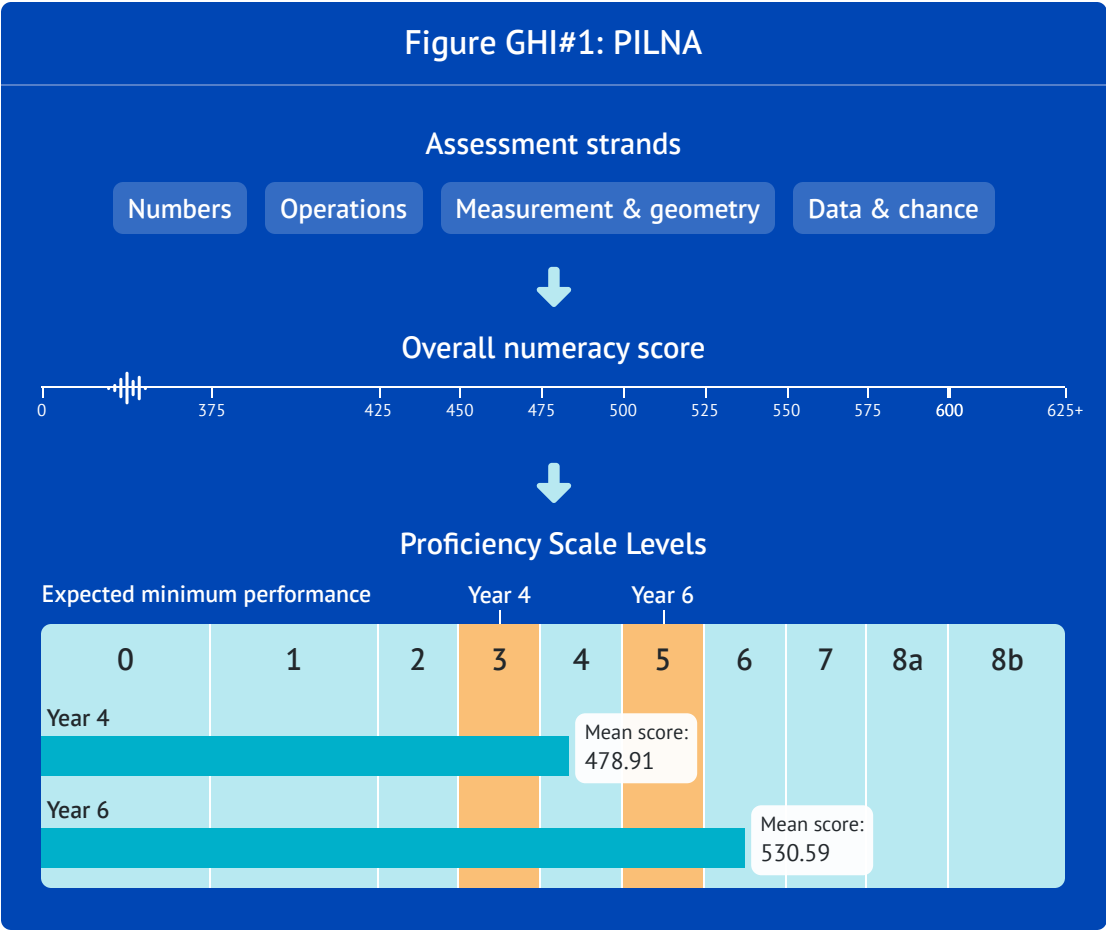 Figure GHI#1: PILNA
Assessment strands
Numbers
Operations
Measurement & geometry
Data & chance
Overall numeracy score
0 375 425 450 475 500 525 550 575 600 625+
Proficiency Scale Levels
Expected minimum performance Year 4 Year 6
0 1 2 3 4 5 6 7 8a 8b
Year 4
Mean score:
478.91
Year 6
Mean score:
530.59